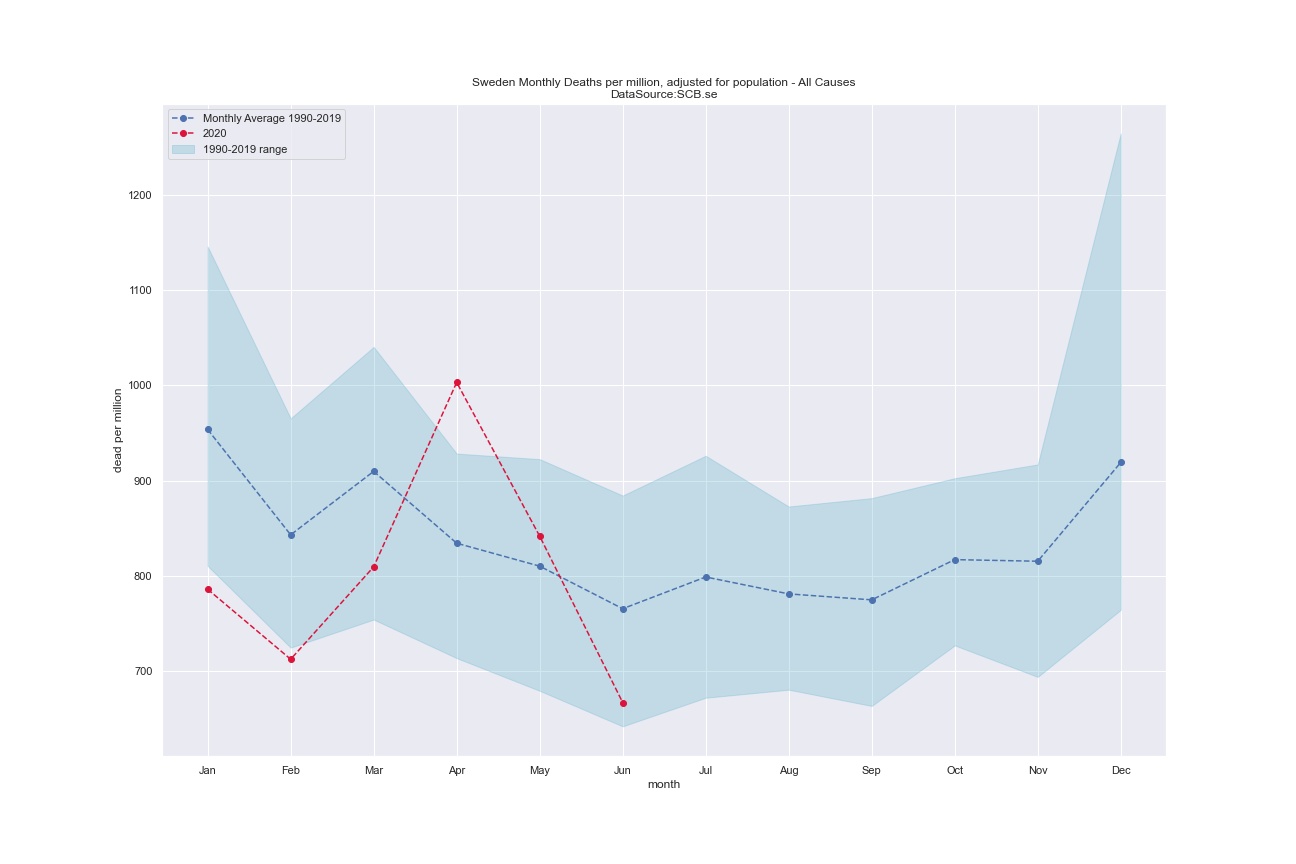 Sweden Monthly Deaths per million, adjusted for population - All Causes
DataSource:SCB.se
Monthly Average 1990-2019
2020
1990-2019 range
1200
1100
1000
900
800
700
dead per million
Jan Feb Mar Apr May Jun Jul Aug Sep Oct Nov Dec
month